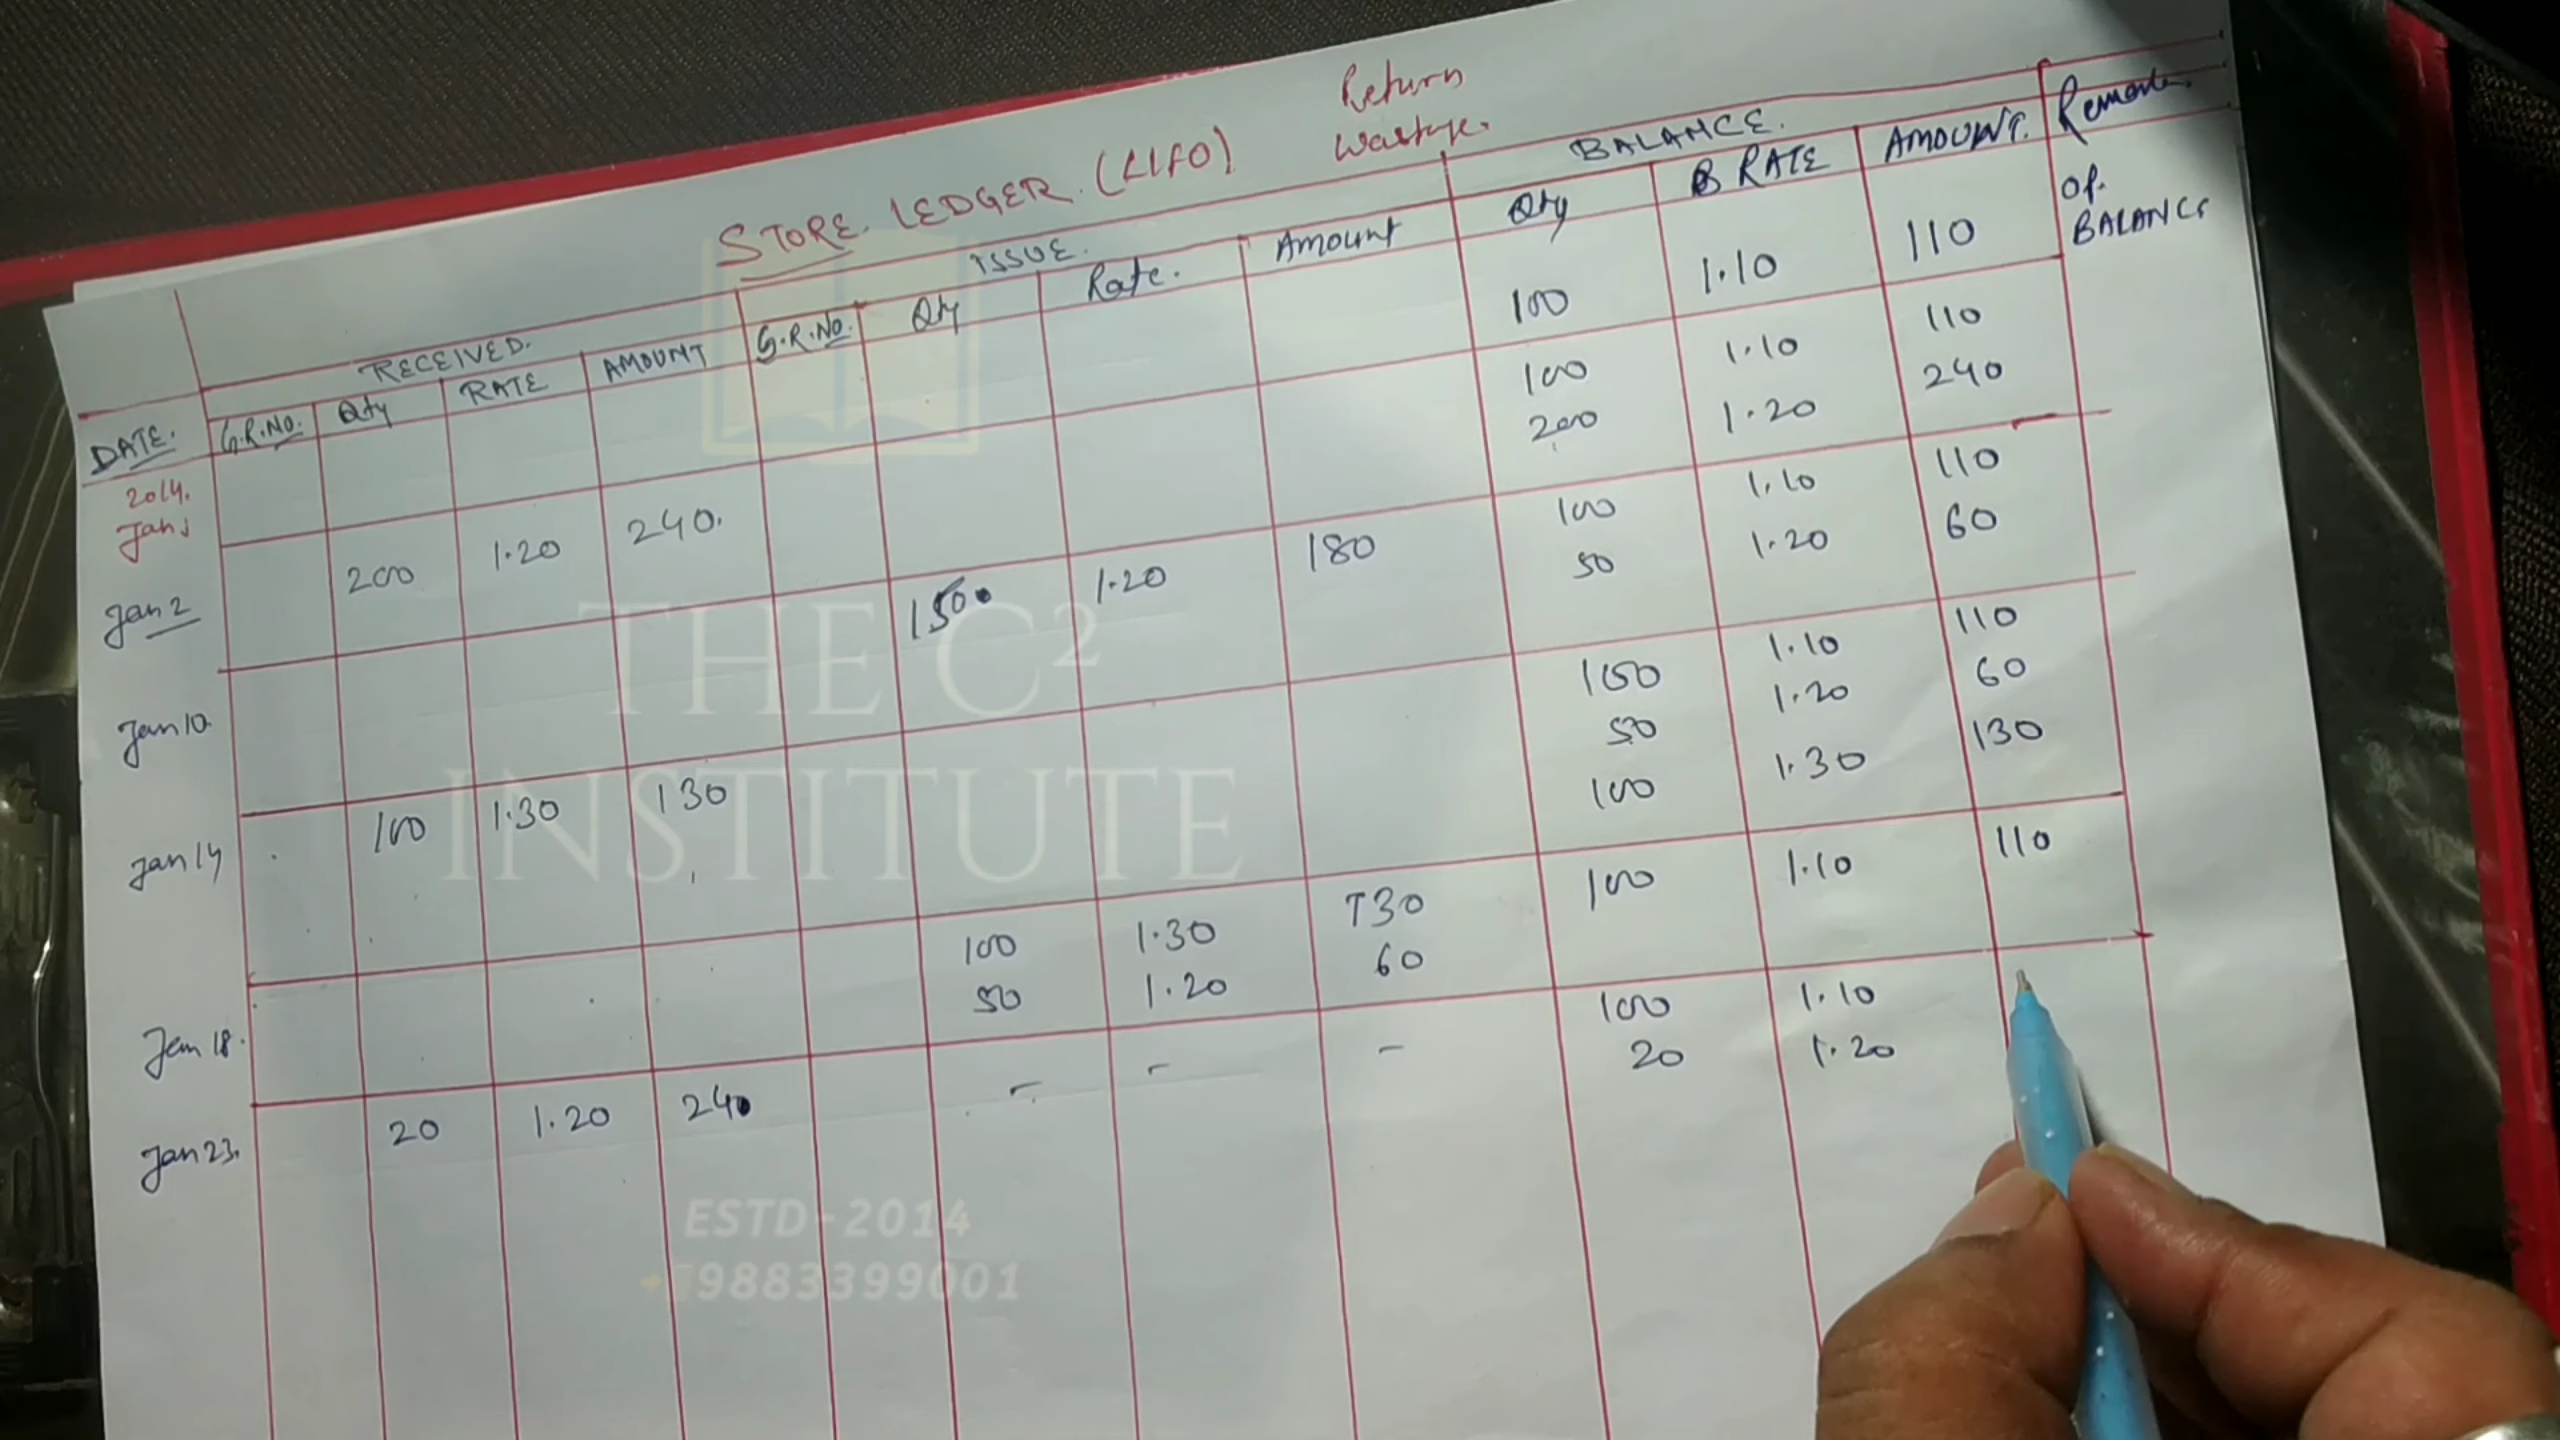 Return
Wastage.
STORE. LEDGER. (LIFO)
RECEIVED. ISSUE. BALANCE. Remark
DATE. G.R.NO. Qty RATE AMOUNT G.R.NO. Qty Rate. Amount Qty RATE AMOUNT. of.
BALANCE
2014.
Jan 1 100 1.10 110
Jan 2 200 1.20 240. 100 1.10 110
200 1.20 240
Jan 10 150 1.20 180 100 1.10 110
50 1.20 60
Jan 14 100 1.30 130 100 1.10 110
50 1.20 60
100 1.30 130
Jan 18. 100 1.30 130 100 1.10 110
50 1.20 60
Jan 23. 20 1.20 24 - - - 100 1.10
20 1.20
THE C²
INSTITUTE
ESTD-2014
9883399001